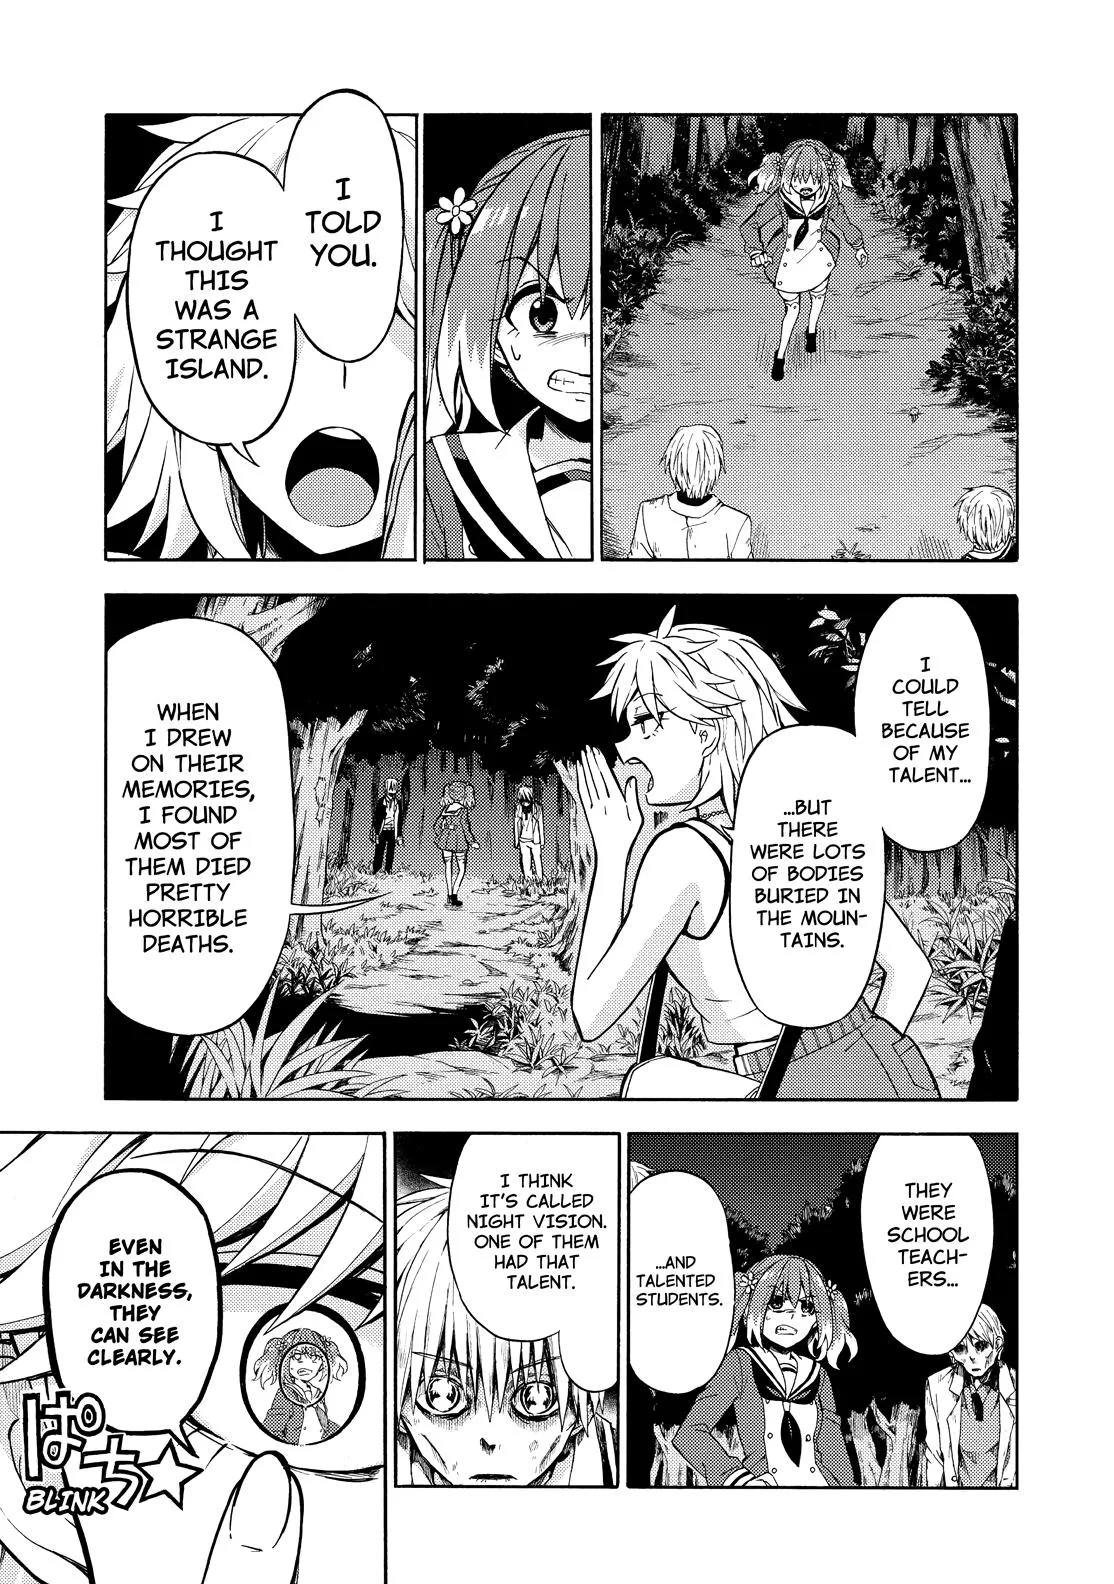 I
TOLD
YOU.
I
THOUGHT
THIS
WAS A
STRANGE
ISLAND.
I
COULD
TELL
BECAUSE
OF MY
TALENT...
...BUT
THERE
WERE LOTS
OF BODIES
BURIED IN
THE MOUN-
TAINS.
WHEN
I DREW
ON THEIR
MEMORIES,
I FOUND
MOST OF
THEM DIED
PRETTY
HORRIBLE
DEATHS.
THEY
WERE
SCHOOL
TEACH-
ERS...
...AND
TALENTED
STUDENTS.
I THINK
IT'S CALLED
NIGHT VISION.
ONE OF THEM
HAD THAT
TALENT.
EVEN
IN THE
DARKNESS,
THEY
CAN SEE
CLEARLY.
ぱち☆
BLINK